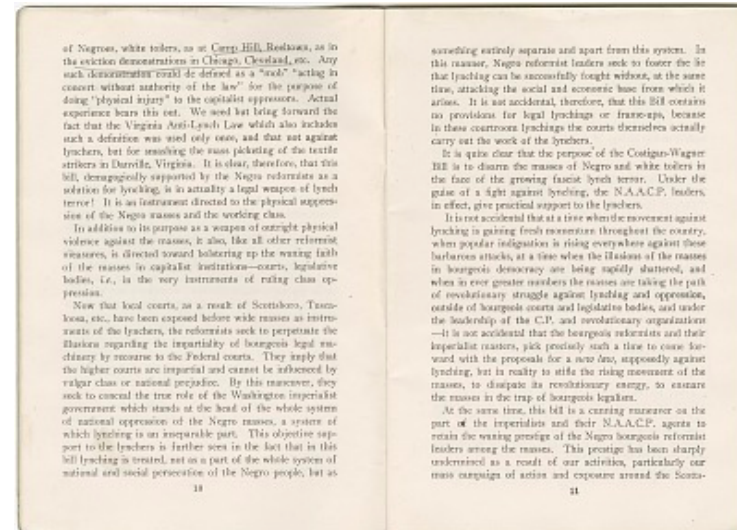 of Negroes, white toilers, as at Camp Hill, Reeltown, as in
the eviction demonstrations in Chicago, Cleveland, etc. Any
such demonstration could de defined as a "mob" "acting in
concert without authority of the law" for the purpose of
doing "physical injury" to the capitalist oppressors. Actual
experience bears this out. We need but bring forward the
fact that the Virginia Anti-Lynch Law which also includes
such a definition was used only once, and that not against
lynchers, but for smashing the mass picketing of the textile
strikers in Danville, Virginia. It is clear, therefore, that this
bill, demagogically supported by the Negro reformists as a
solution for lynching, is in actuality a legal weapon of lynch
terror! It is an instrument directed to the physical suppres-
sion of the Negro masses and the working class.
In addition to its purpose as a weapon of outright physical
violence against the masses, it also, like all other reformist
measures, is directed toward bolstering up the waning faith
of the masses in capitalist institutions—courts, legislative
bodies, i.e., in the very instruments of ruling class op-
pression.
Now that local courts, as a result of Scottsboro, Tusca-
loosa, etc., have been exposed before wide masses as instru-
ments of the lynchers, the reformists seek to perpetuate the
illusions regarding the impartiality of bourgeois legal ma-
chinery by recourse to the Federal courts. They imply that
the higher courts are impartial and cannot be influenced by
vulgar class or national prejudice. By this maneuver, they
seek to conceal the true role of the Washington imperialist
government which stands at the head of the whole system
of national oppression of the Negro masses, a system of
which lynching is an inseparable part. This objective sup-
port to the lynchers is further seen in the fact that in this
bill lynching is treated, not as a part of the whole system of
national and social persecution of the Negro people, but as
10
something entirely separate and apart from this system. In
this manner, Negro reformist leaders seek to foster the lie
that lynching can be successfully fought without, at the same
time, attacking the social and economic base from which it
arises. It is not accidental, therefore, that this Bill contains
no provisions for legal lynchings or frame-ups, because
in these courtroom lynchings the courts themselves actually
carry out the work of the lynchers.
It is quite clear that the purpose of the Costigan-Wagner
Bill is to disarm the masses of Negro and white toilers in
the face of the growing fascist lynch terror. Under the
guise of a fight against lynching, the N.A.A.C.P. leaders,
in effect, give practical support to the lynchers.
It is not accidental that at a time when the movement against
lynching is gaining fresh momentum throughout the country,
when popular indignation is rising everywhere against these
barbarous attacks, at a time when the illusions of the masses
in bourgeois democracy are being rapidly shattered, and
when in ever greater numbers the masses are taking the path
of revolutionary struggle against lynching and oppression,
outside of bourgeois courts and legislative bodies, and under
the leadership of the C.P. and revolutionary organizations
—it is not accidental that the bourgeois reformists and their
imperialist masters, pick precisely such a time to come for-
ward with the proposals for a new law, supposedly against
lynching, but in reality to stifle the rising movement of the
masses, to dissipate its revolutionary energy, to ensnare
the masses in the trap of bourgeois legalism.
At the same time, this bill is a cunning maneuver on the
part of the imperialists and their N.A.A.C.P. agents to
retain the waning prestige of the Negro bourgeois reformist
leaders among the masses. This prestige has been sharply
undermined as a result of our activities, particularly our
mass campaign of action and exposure around the Scotts-
11